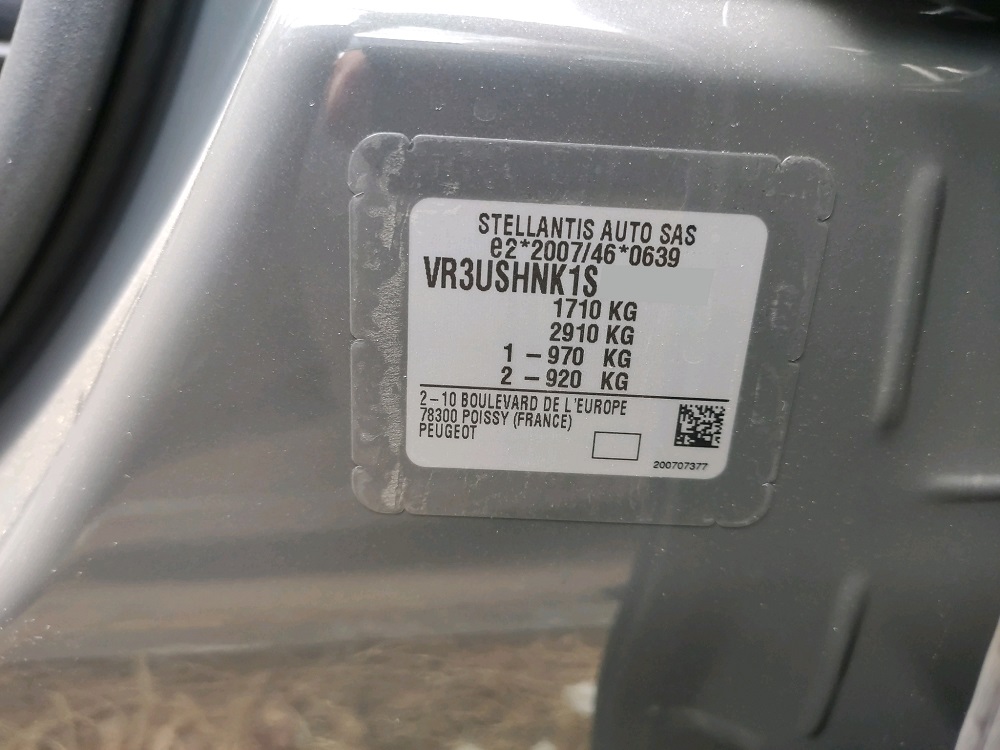 STELLANTIS AUTO SAS
e2*2007/46*0639
VR3USHNK1S
1710 KG
2910 KG
1 – 970 KG
2 – 920 KG
2 – 10 BOULEVARD DE L'EUROPE
78300 POISSY (FRANCE)
PEUGEOT
200707377